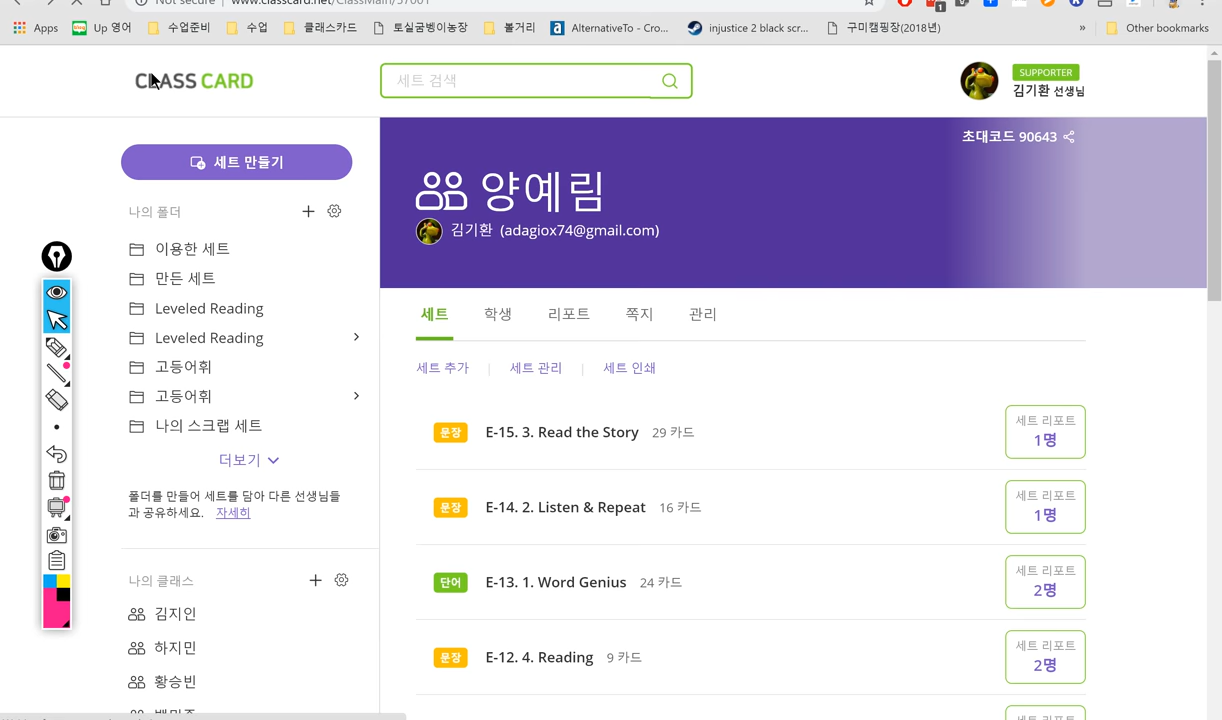 Not secure www.classcard.net/ClassMain/57001
Apps Up 영어 수업준비 수업 클래스카드 토실굼벵이농장 볼거리 AlternativeTo - Cro... injustice 2 black scr... 구미캠핑장(2018년) » Other bookmarks
CLASS CARD
세트 검색
SUPPORTER
김기환 선생님
초대코드 90643
세트 만들기
양예림
김기환 (adagiox74@gmail.com)
나의 폴더
이용한 세트
만든 세트
Leveled Reading
Leveled Reading
고등어휘
고등어휘
나의 스크랩 세트
더보기
폴더를 만들어 세트를 담아 다른 선생님들
과 공유하세요. 자세히
나의 클래스
김지인
하지민
황승빈
세트 학생 리포트 쪽지 관리
세트 추가 세트 관리 세트 인쇄
문장 E-15. 3. Read the Story 29 카드
세트 리포트
1명
문장 E-14. 2. Listen & Repeat 16 카드
세트 리포트
1명
단어 E-13. 1. Word Genius 24 카드
세트 리포트
2명
문장 E-12. 4. Reading 9 카드
세트 리포트
2명
세트 리포트